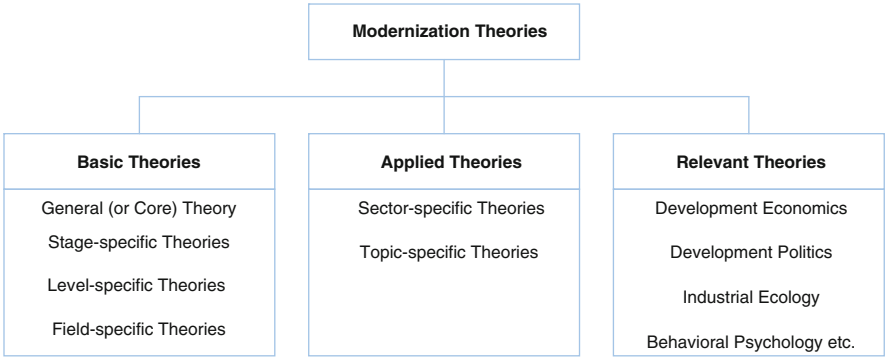 Modernization Theories
Basic Theories
General (or Core) Theory
Stage-specific Theories
Level-specific Theories
Field-specific Theories
Applied Theories
Sector-specific Theories
Topic-specific Theories
Relevant Theories
Development Economics
Development Politics
Industrial Ecology
Behavioral Psychology etc.